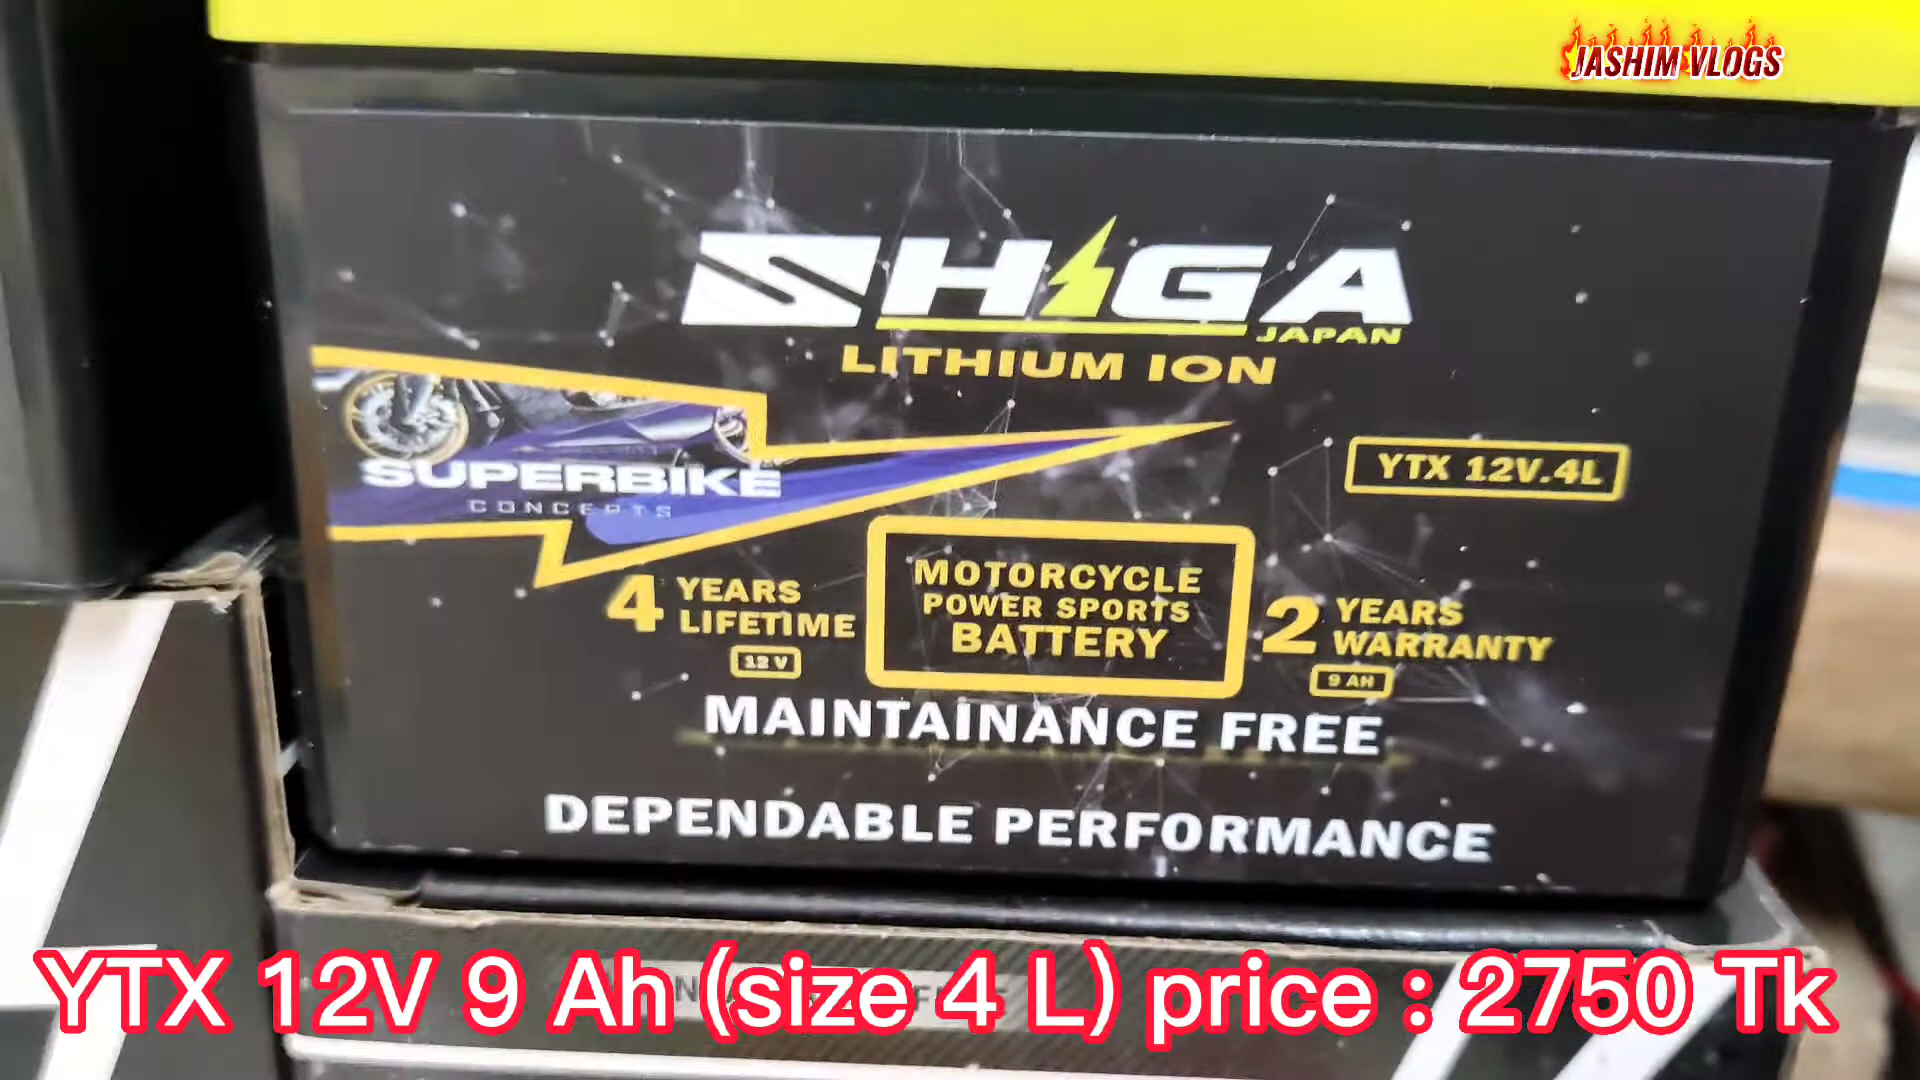 JASHIM VLOGS
SHIGA
JAPAN
LITHIUM ION
SUPERBIKE
CONCEPTS
YTX 12V.4L
4 YEARS
LIFETIME
12 V
MOTORCYCLE
POWER SPORTS
BATTERY
2 YEARS
WARRANTY
9 AH
MAINTAINANCE FREE
DEPENDABLE PERFORMANCE
YTX 12V 9 Ah (size 4 L) price : 2750 Tk